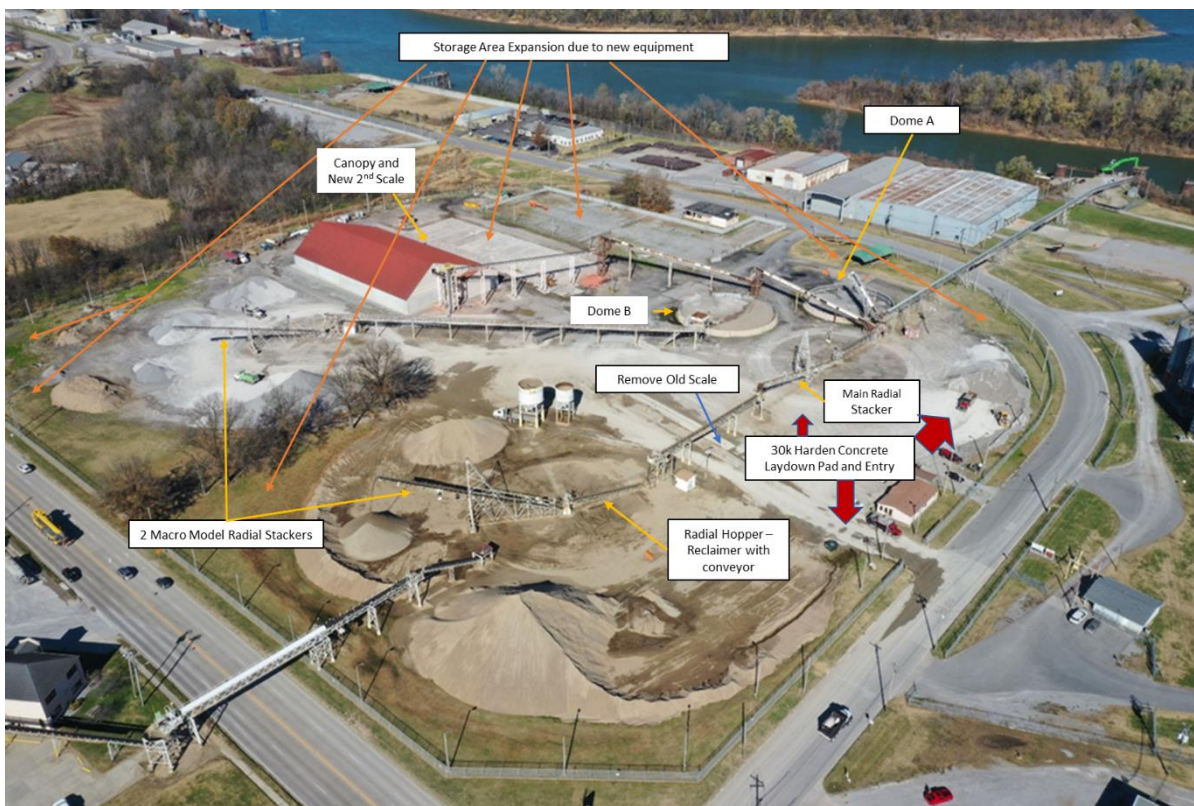 Storage Area Expansion due to new equipment
Dome A
Canopy and
New 2nd Scale
Dome B
Remove Old Scale
Main Radial
Stacker
30k Harden Concrete
Laydown Pad and Entry
2 Macro Model Radial Stackers
Radial Hopper –
Reclaimer with
conveyor